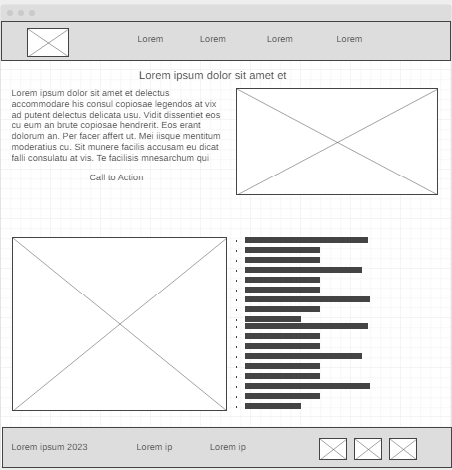 Lorem Lorem Lorem Lorem
Lorem ipsum dolor sit amet et
Lorem ipsum dolor sit amet et delectus
accommodare his consul copiosae legendos at vix
ad putent delectus delicata usu. Vidit dissentiet eos
cu eum an brute copiosae hendrerit. Eos erant
dolorum an. Per facer affert ut. Mei iisque mentitum
moderatius cu. Sit munere facilis accusam eu dicat
falli consulatu at vis. Te facilisis mnesarchum qui
Call to Action
Lorem ipsum 2023 Lorem ip Lorem ip